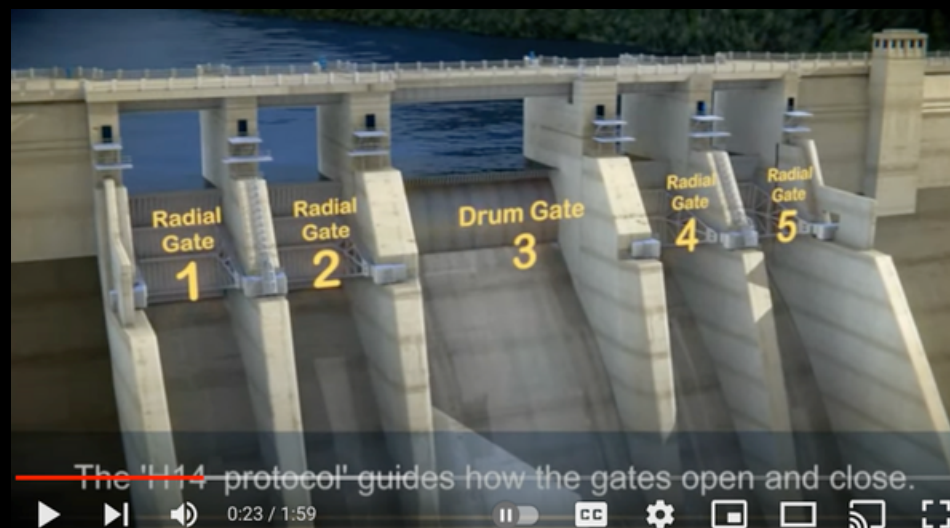 Radial
Gate
1
Radial
Gate
2
Drum Gate
3
Radial
Gate
4
Radial
Gate
5
The 'H14 protocol' guides how the gates open and close.
0:23 / 1:59
CC